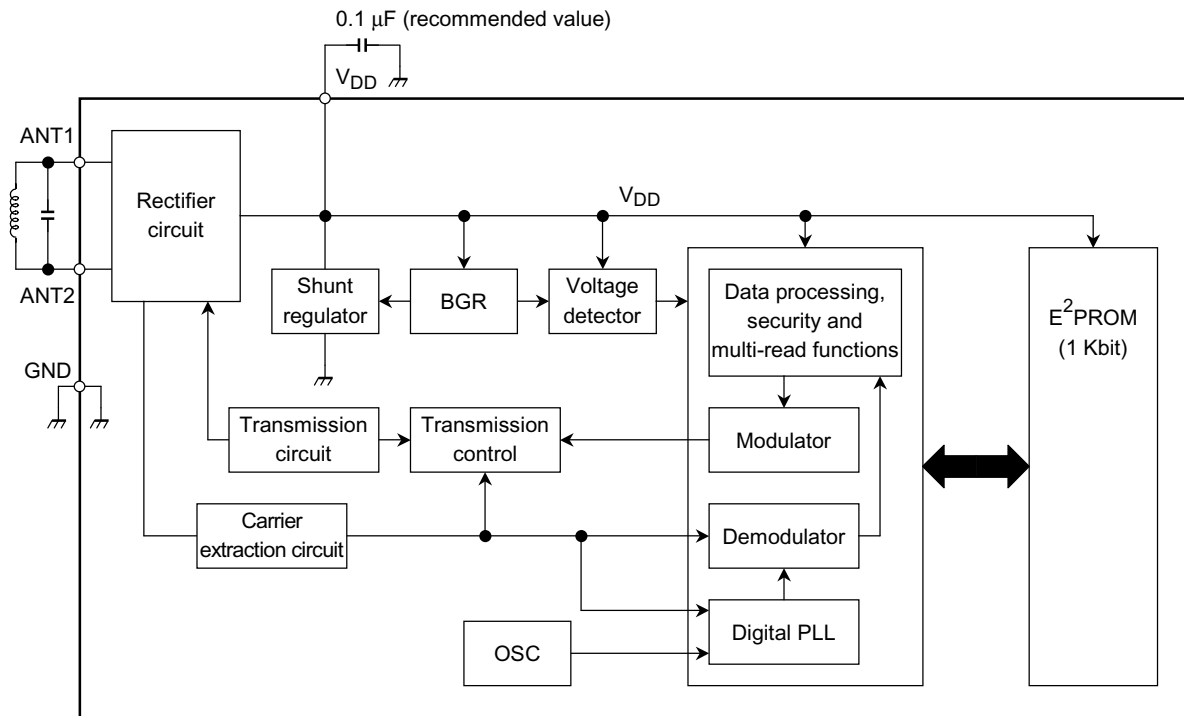 0.1 μF (recommended value)
VDD
ANT1
Rectifier
circuit
VDD
ANT2
Shunt
regulator
BGR
Voltage
detector
Data processing,
security and
multi-read functions
E2PROM
(1 Kbit)
GND
Transmission
circuit
Transmission
control
Modulator
Carrier
extraction circuit
Demodulator
OSC
Digital PLL